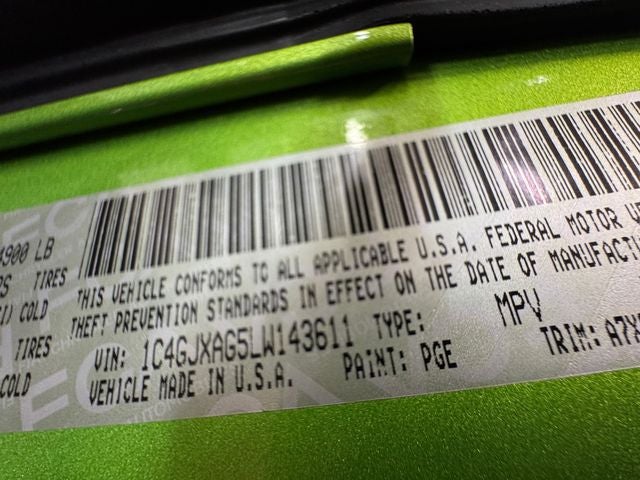 4900 LB
TIRES
COLD
TIRES
COLD
THIS VEHICLE CONFORMS TO ALL APPLICABLE U.S.A. FEDERAL MOTOR
THEFT PREVENTION STANDARDS IN EFFECT ON THE DATE OF
VIN: 1C4GJXAG5LW143611 TYPE: MPV
VEHICLE MADE IN U.S.A. PAINT: PGE TRIM: